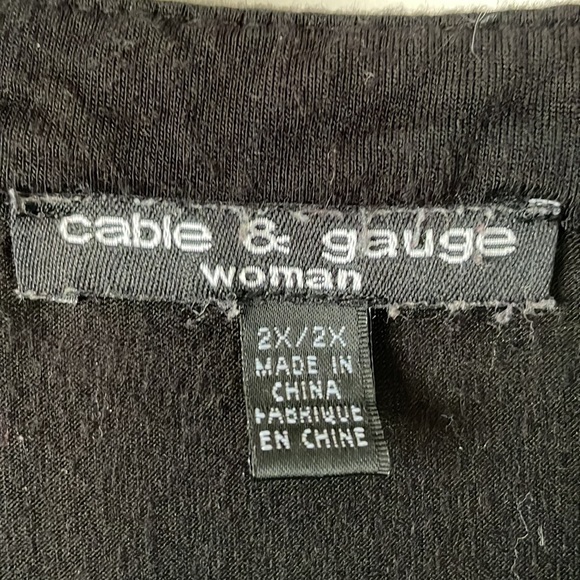 cable & gauge
woman
2X/2X
MADE IN
CHINA
FABRIQUE
EN CHINE